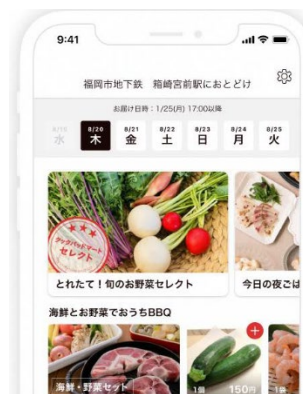 9:41
福岡市地下鉄 箱崎宮前駅におとどけ
お届け日時：1/25(月) 17:00以降
8/19 8/20 8/21 8/22 8/23 8/24 8/25
水 木 金 土 日 月 火
クックパッドマート
セレクト
とれたて！旬のお野菜セレクト
今日の夜ごは
海鮮とお野菜でおうちBBQ
海鮮・野菜セット
1個 150円
1袋